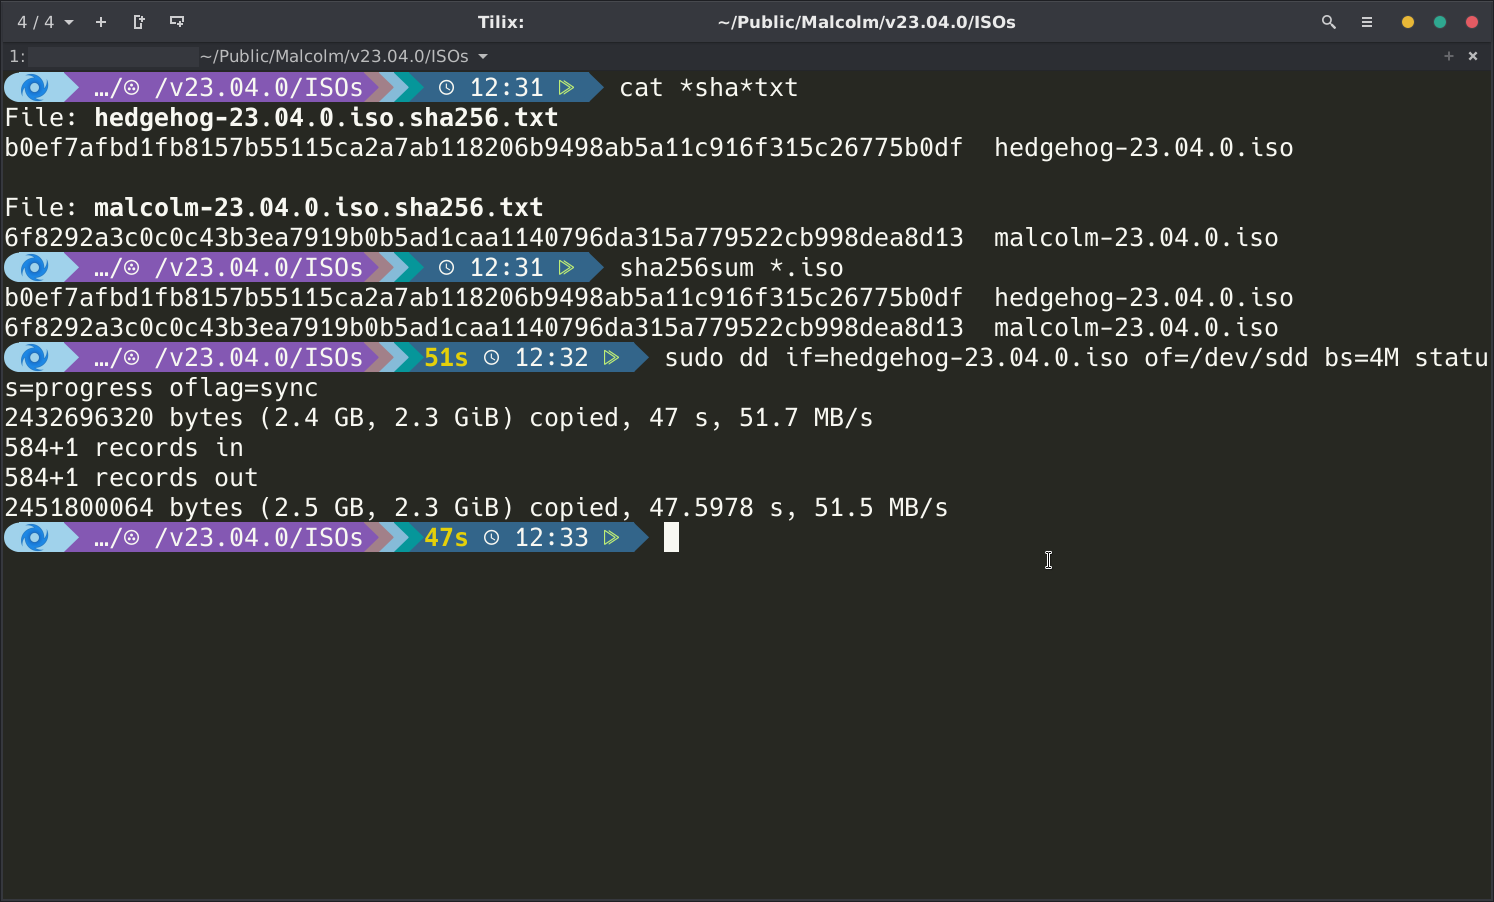 4 / 4
Tilix: ~/Public/Malcolm/v23.04.0/ISOs
1: ~/Public/Malcolm/v23.04.0/ISOs
…/ /v23.04.0/ISOs 12:31 cat *sha*txt
File: hedgehog-23.04.0.iso.sha256.txt
b0ef7afbd1fb8157b55115ca2a7ab118206b9498ab5a11c916f315c26775b0df  hedgehog-23.04.0.iso
File: malcolm-23.04.0.iso.sha256.txt
6f8292a3c0c0c43b3ea7919b0b5ad1caa1140796da315a779522cb998dea8d13  malcolm-23.04.0.iso
…/ /v23.04.0/ISOs 12:31 sha256sum *.iso
b0ef7afbd1fb8157b55115ca2a7ab118206b9498ab5a11c916f315c26775b0df  hedgehog-23.04.0.iso
6f8292a3c0c0c43b3ea7919b0b5ad1caa1140796da315a779522cb998dea8d13  malcolm-23.04.0.iso
…/ /v23.04.0/ISOs 51s 12:32 sudo dd if=hedgehog-23.04.0.iso of=/dev/sdd bs=4M statu
s=progress oflag=sync
2432696320 bytes (2.4 GB, 2.3 GiB) copied, 47 s, 51.7 MB/s
584+1 records in
584+1 records out
2451800064 bytes (2.5 GB, 2.3 GiB) copied, 47.5978 s, 51.5 MB/s
…/ /v23.04.0/ISOs 47s 12:33